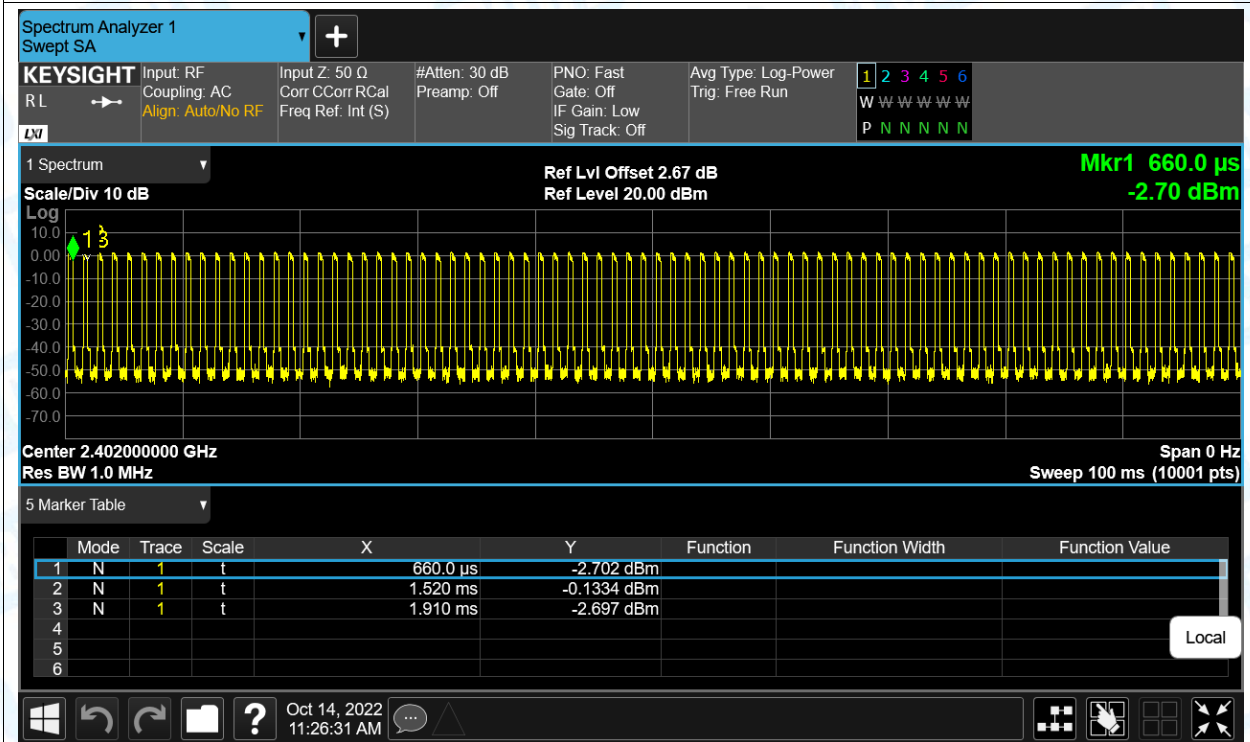 Spectrum Analyzer 1
Swept SA
+
KEYSIGHT
R L
LXI
Input: RF
Coupling: AC
Align: Auto/No RF
Input Z: 50 Ω
Corr CCorr RCal
Freq Ref: Int (S)
#Atten: 30 dB
Preamp: Off
PNO: Fast
Gate: Off
IF Gain: Low
Sig Track: Off
Avg Type: Log-Power
Trig: Free Run
1 2 3 4 5 6
W W W W W W
P N N N N N
1 Spectrum
Scale/Div 10 dB
Ref Lvl Offset 2.67 dB
Ref Level 20.00 dBm
Mkr1 660.0 µs
-2.70 dBm
Log
10.0
0.00
-10.0
-20.0
-30.0
-40.0
-50.0
-60.0
-70.0
1
3
Center 2.402000000 GHz
Res BW 1.0 MHz
Span 0 Hz
Sweep 100 ms (10001 pts)
5 Marker Table
Mode Trace Scale X Y Function Function Width Function Value
1 N 1 t 660.0 µs -2.702 dBm
2 N 1 t 1.520 ms -0.1334 dBm
3 N 1 t 1.910 ms -2.697 dBm
4
5
6
Local
?
Oct 14, 2022
11:26:31 AM